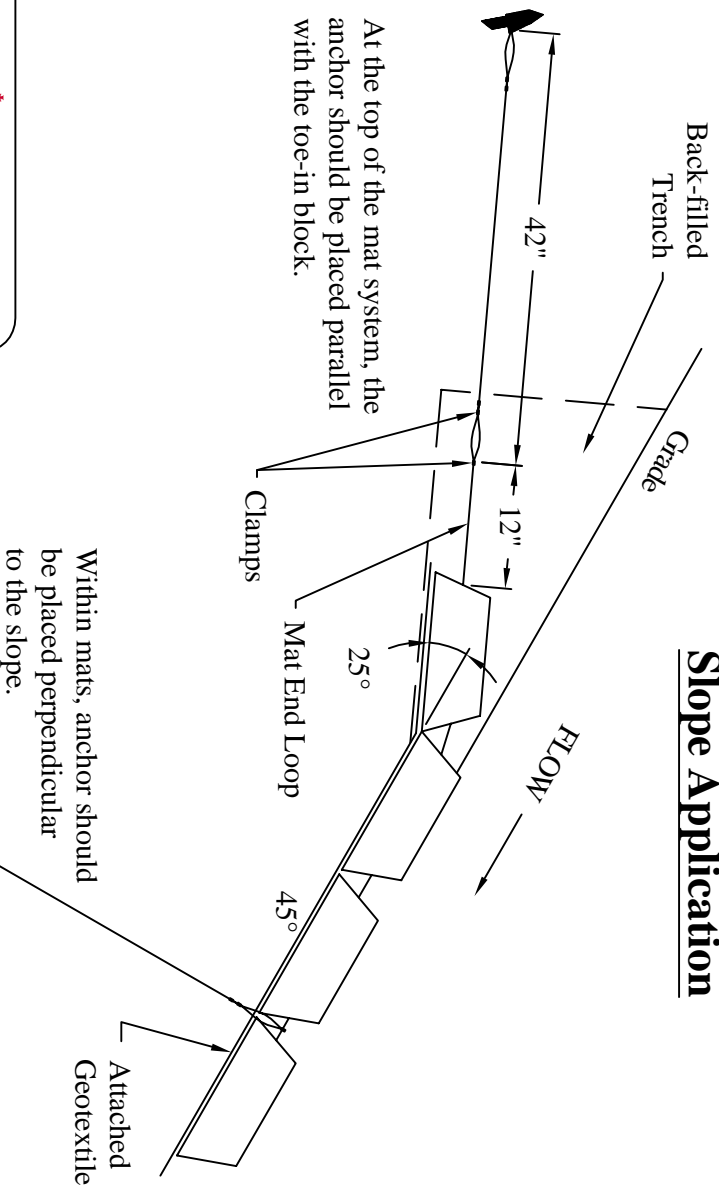 Slope Application
Back-filled
Trench
Grade
FLOW
42"
12"
At the top of the mat system, the
anchor should be placed parallel
with the toe-in block.
Clamps
Mat End Loop
25°
45°
Within mats, anchor should
be placed perpendicular
to the slope.
Attached
Geotextile
*